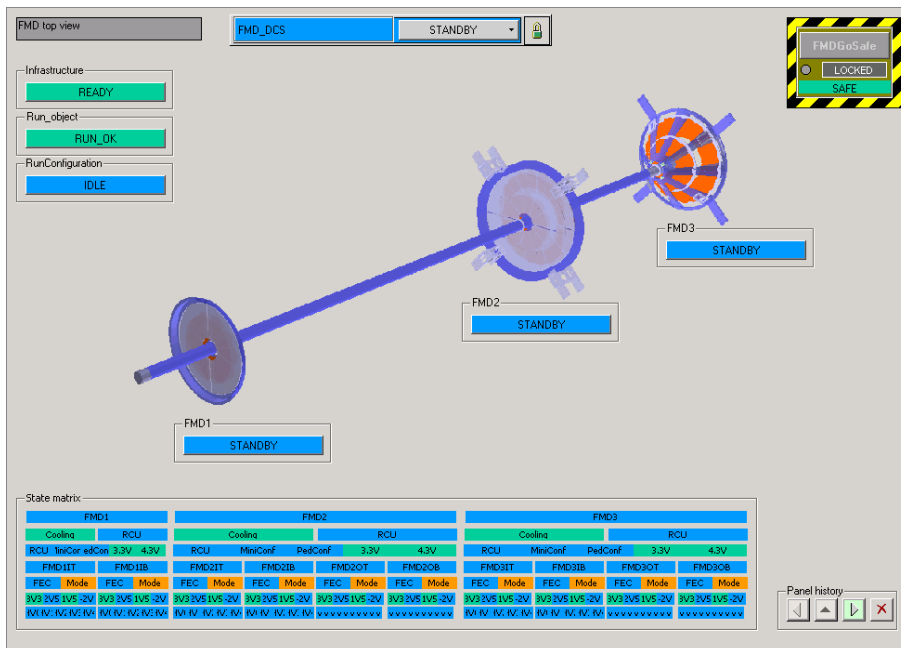 FMD top view
FMD_DCS STANDBY
FMDGoSafe
LOCKED
SAFE
Infrastructure
READY
Run_object
RUN_OK
RunConfiguration
IDLE
FMD3
STANDBY
FMD2
STANDBY
FMD1
STANDBY
State matrix
FMD1 FMD2 FMD3
Cooling RCU Cooling RCU Cooling RCU
RCU 3.3V 4.3V RCU MiniConf PedConf 3.3V 4.3V RCU MiniConf PedConf 3.3V 4.3V
FMD1IT FMD1IB FMD2IT FMD2IB FMD2OT FMD2OB FMD3IT FMD3IB FMD3OT FMD3OB
FEC Mode FEC Mode FEC Mode FEC Mode FEC Mode FEC Mode FEC Mode FEC Mode FEC Mode FEC Mode
3V3 2V5 1V5 -2V 3V3 2V5 1V5 -2V 3V3 2V5 1V5 -2V 3V3 2V5 1V5 -2V 3V3 2V5 1V5 -2V 3V3 2V5 1V5 -2V 3V3 2V5 1V5 -2V 3V3 2V5 1V5 -2V 3V3 2V5 1V5 -2V 3V3 2V5 1V5 -2V
Panel history